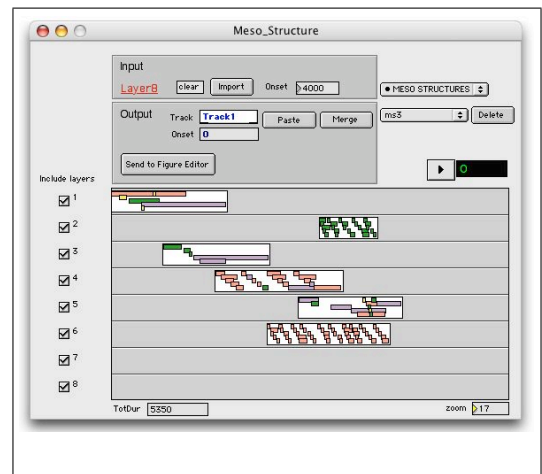 Meso_Structure
Input
Layer8 clear Import Onset 4000
● MESO STRUCTURES
Output Track Track1 Paste Merge
Onset 0
ms3 Delete
Send to Figure Editor
0
Include layers
1
2
3
4
5
6
7
8
TotDur 5350 zoom 17